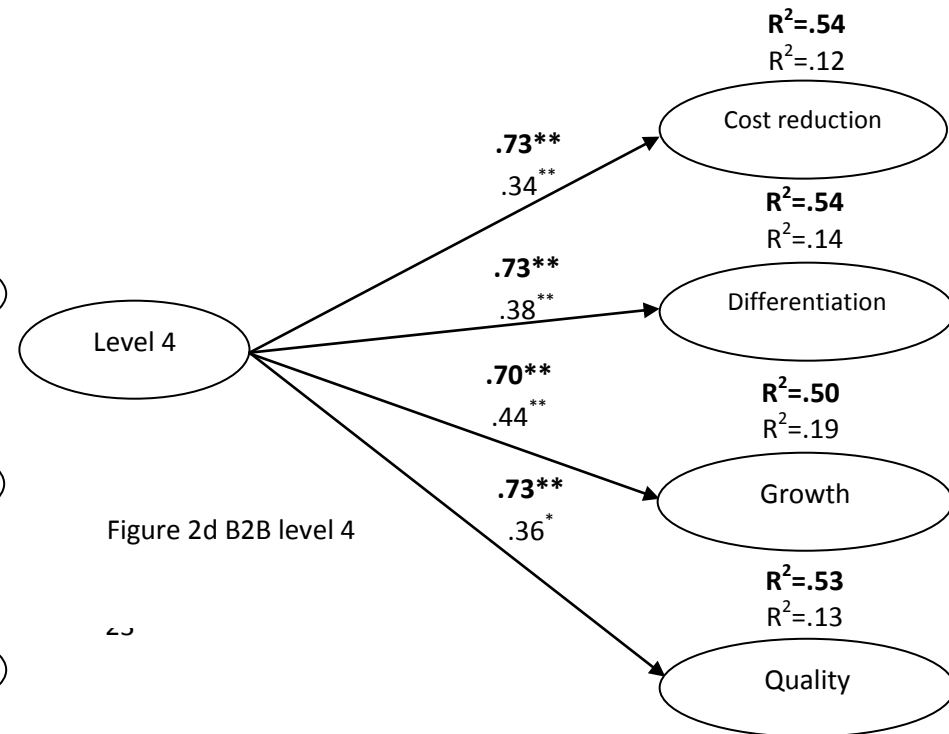 R²=.54
R²=.12
Cost reduction
.73**
.34**
R²=.54
R²=.14
.73**
.38**
Differentiation
Level 4
.70**
.44**
R²=.50
R²=.19
.73**
.36*
Growth
Figure 2d B2B level 4
R²=.53
R²=.13
Quality